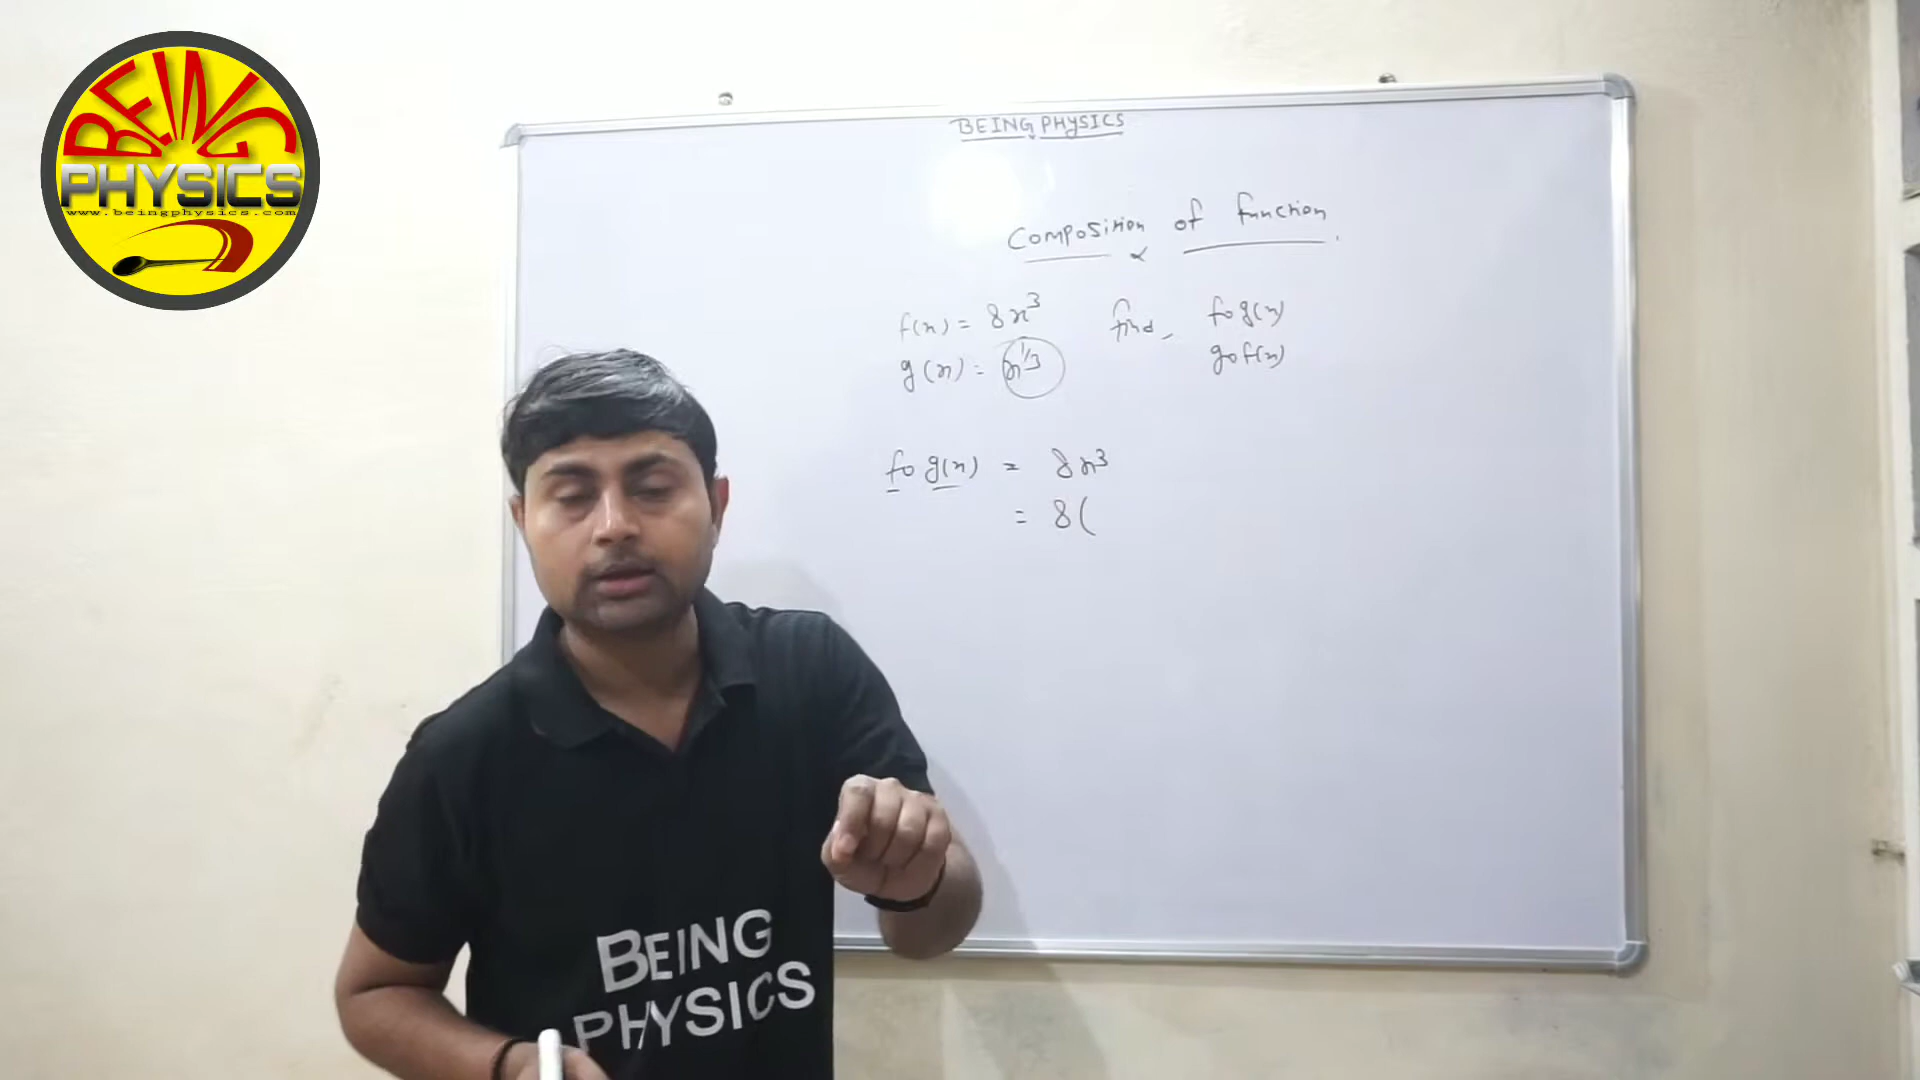 BEING
PHYSICS
www.beingphysics.com
BEING PHYSICS
Composition of function
f(x) = 8x³ find, fog(x)
g(x) = x^1/3 gof(x)
fog(x) = 8x³
= 8(
BEING
PHYSICS